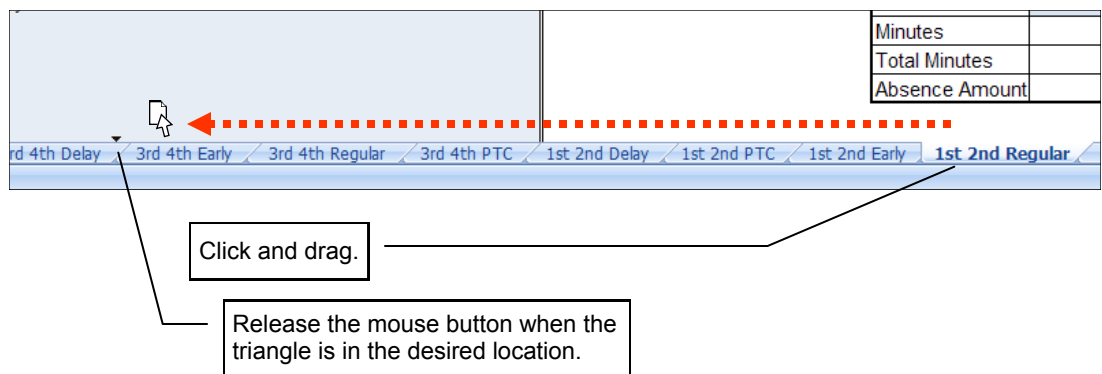 Minutes
Total Minutes
Absence Amount
rd 4th Delay 3rd 4th Early 3rd 4th Regular 3rd 4th PTC 1st 2nd Delay 1st 2nd PTC 1st 2nd Early 1st 2nd Regular
Click and drag.
Release the mouse button when the
triangle is in the desired location.